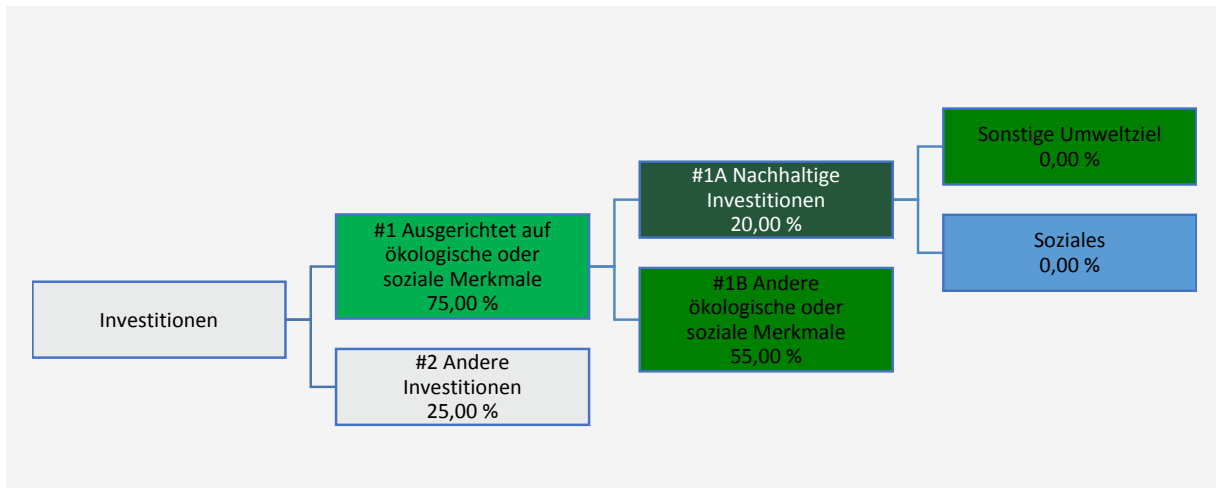 Investitionen
#1 Ausgerichtet auf
ökologische oder
soziale Merkmale
75,00 %
#2 Andere
Investitionen
25,00 %
#1A Nachhaltige
Investitionen
20,00 %
#1B Andere
ökologische oder
soziale Merkmale
55,00 %
Sonstige Umweltziel
0,00 %
Soziales
0,00 %